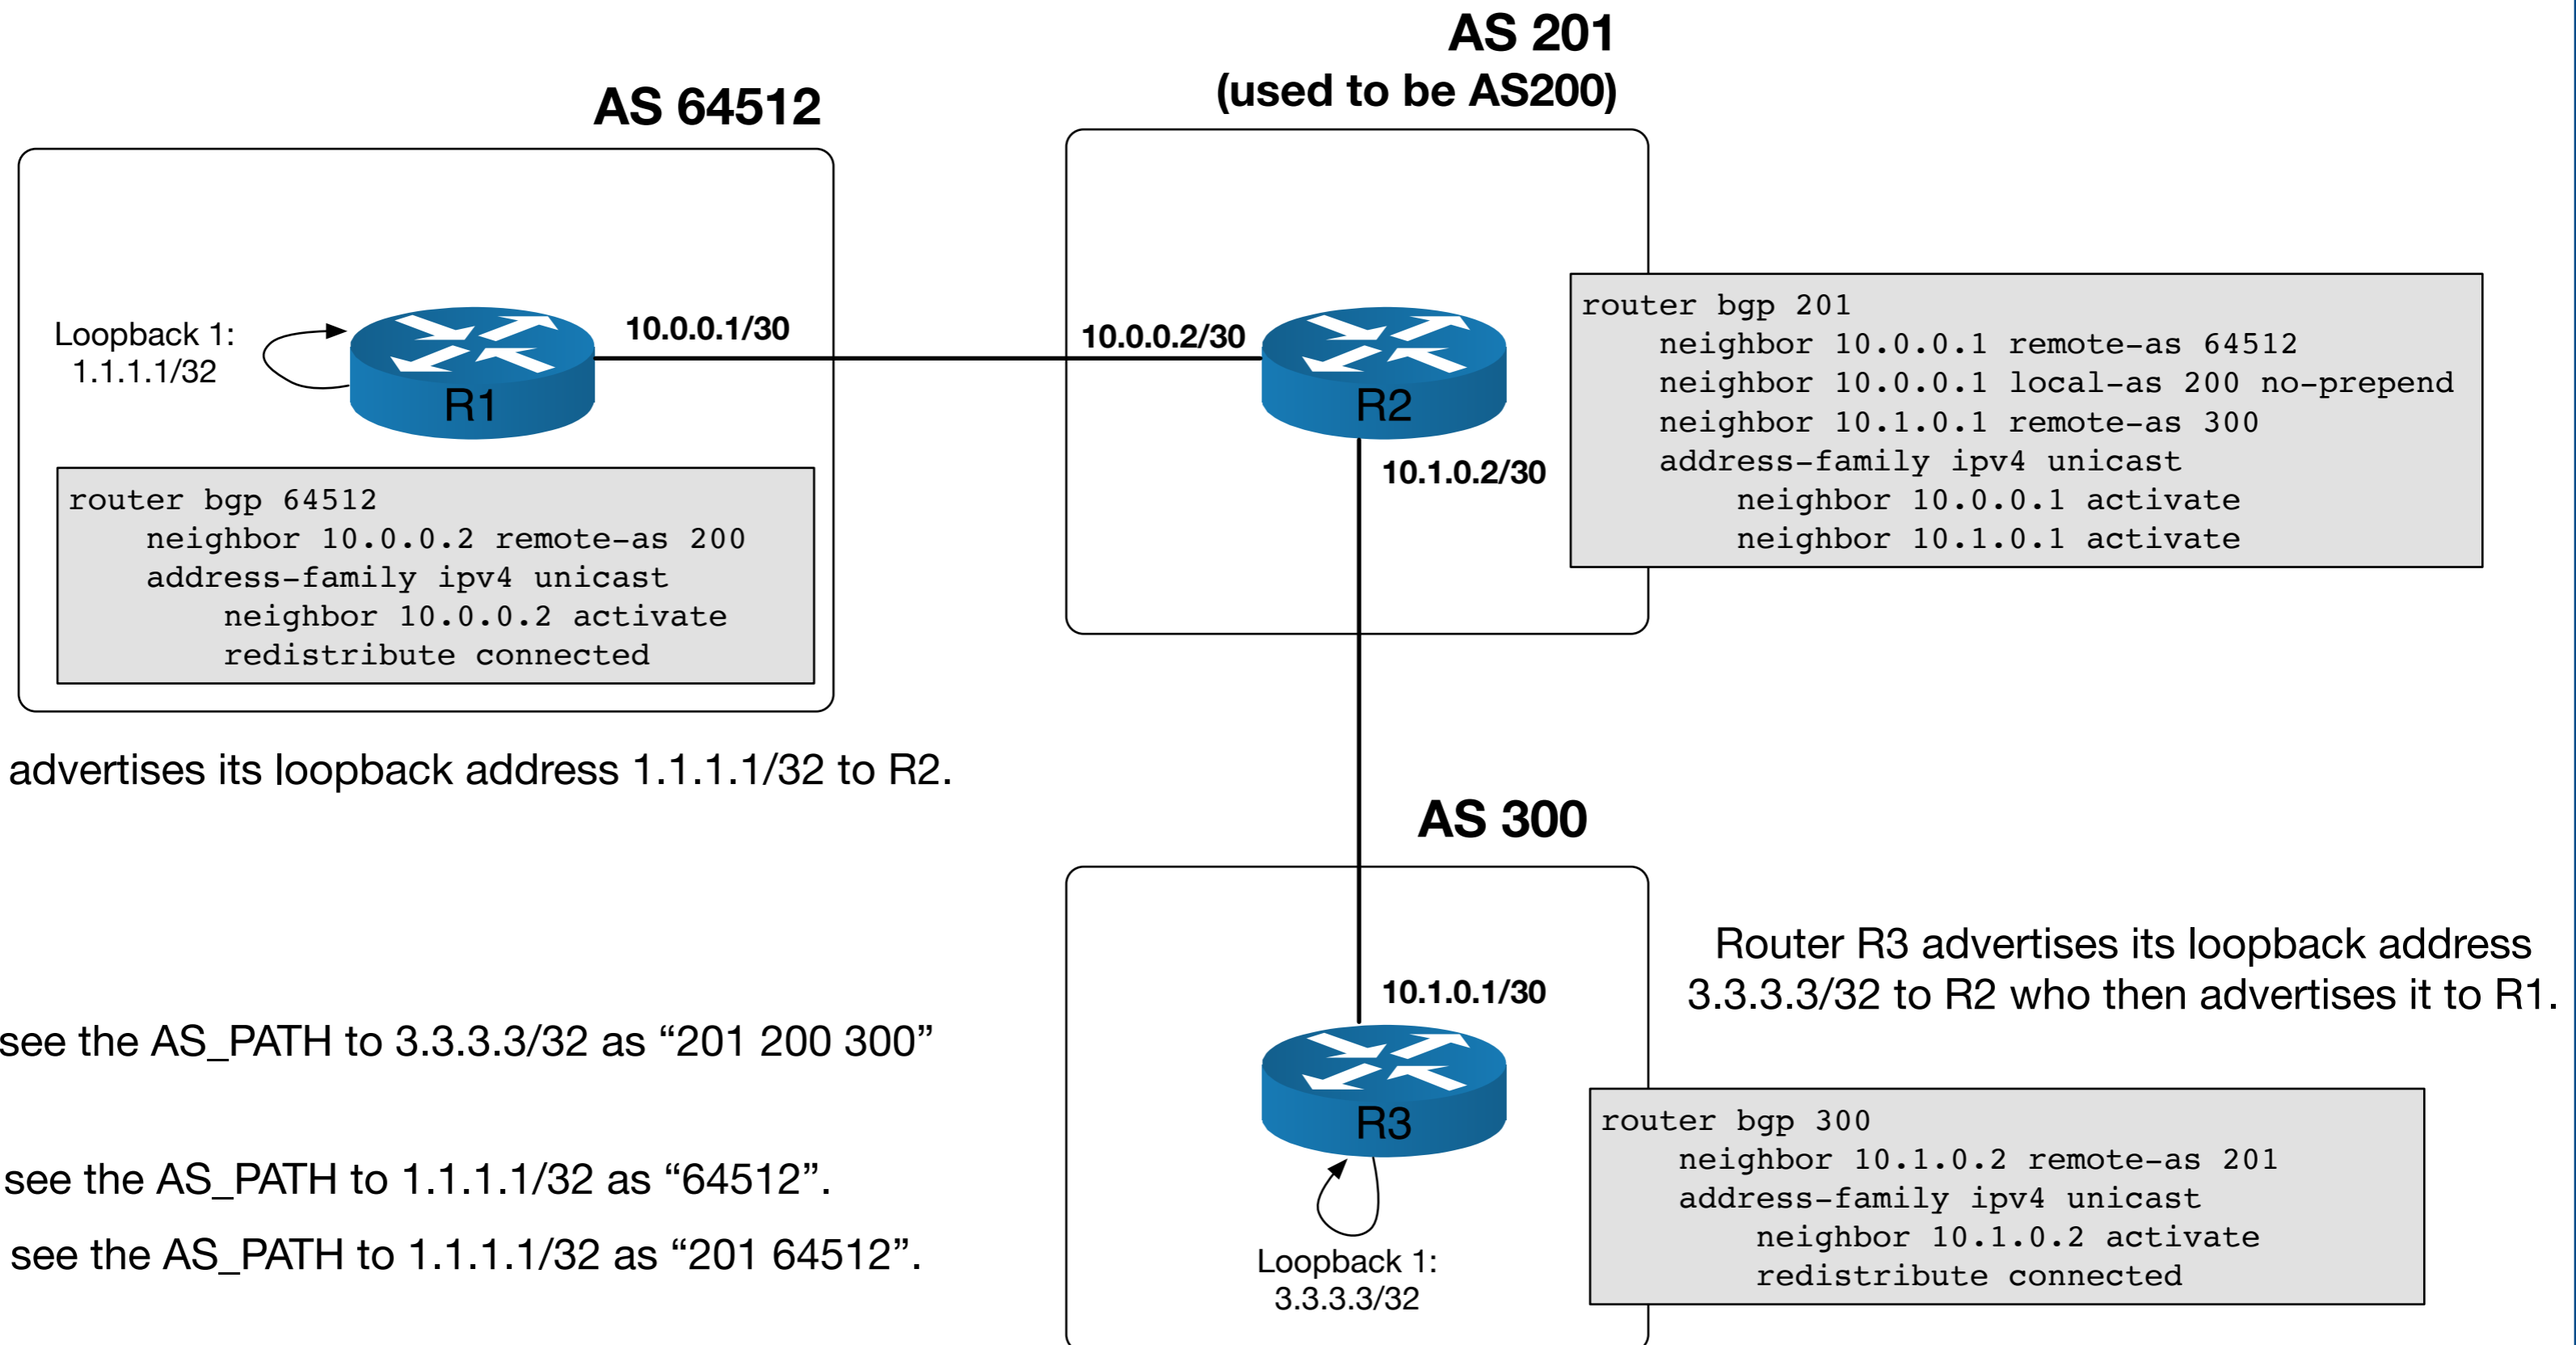 AS 201
(used to be AS200)
AS 64512
Loopback 1:
1.1.1.1/32
R1
10.0.0.1/30
10.0.0.2/30
R2
10.1.0.2/30
router bgp 201
neighbor 10.0.0.1 remote-as 64512
neighbor 10.0.0.1 local-as 200 no-prepend
neighbor 10.1.0.1 remote-as 300
address-family ipv4 unicast
neighbor 10.0.0.1 activate
neighbor 10.1.0.1 activate
router bgp 64512
neighbor 10.0.0.2 remote-as 200
address-family ipv4 unicast
neighbor 10.0.0.2 activate
redistribute connected
advertises its loopback address 1.1.1.1/32 to R2.
AS 300
Router R3 advertises its loopback address
3.3.3.3/32 to R2 who then advertises it to R1.
10.1.0.1/30
see the AS_PATH to 3.3.3.3/32 as “201 200 300”
R3
router bgp 300
neighbor 10.1.0.2 remote-as 201
address-family ipv4 unicast
neighbor 10.1.0.2 activate
redistribute connected
see the AS_PATH to 1.1.1.1/32 as “64512”.
see the AS_PATH to 1.1.1.1/32 as “201 64512”.
Loopback 1:
3.3.3.3/32